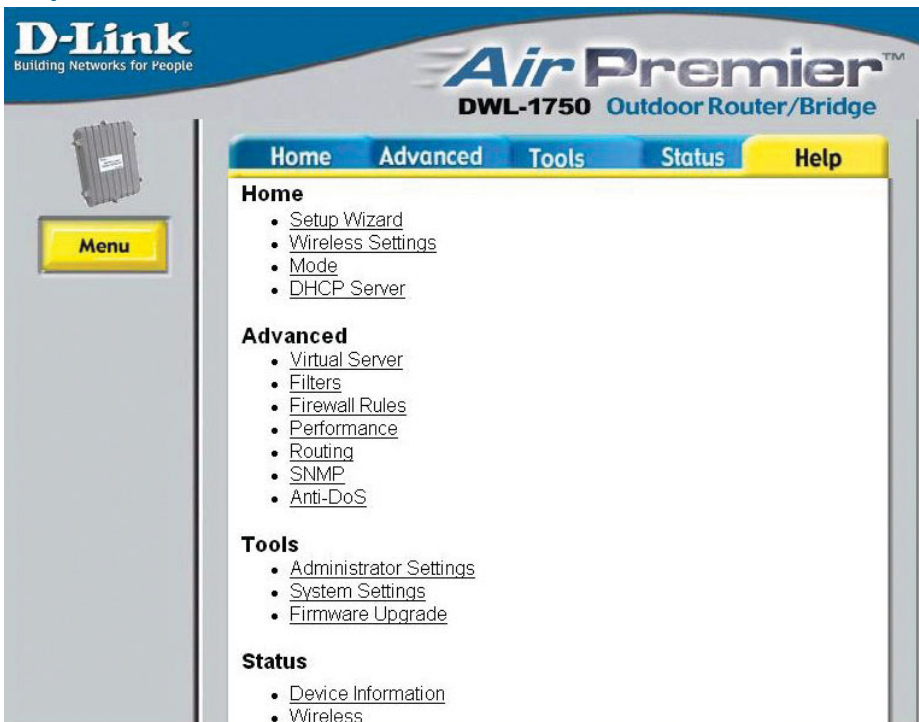 D-Link
Building Networks for People
Air Premier™
DWL-1750 Outdoor Router/Bridge
Menu
Home Advanced Tools Status Help
Home
• Setup Wizard
• Wireless Settings
• Mode
• DHCP Server
Advanced
• Virtual Server
• Filters
• Firewall Rules
• Performance
• Routing
• SNMP
• Anti-DoS
Tools
• Administrator Settings
• System Settings
• Firmware Upgrade
Status
• Device Information
• Wireless